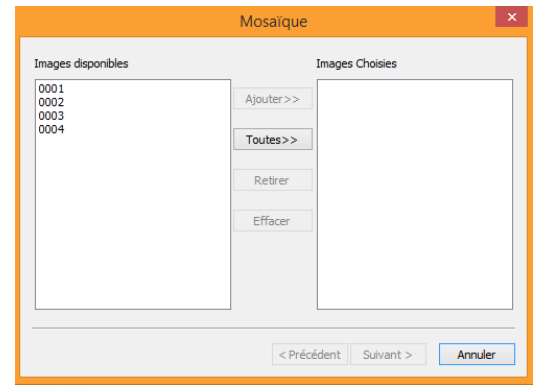 Mosaïque
Images disponibles
Images Choisies
0001
0002
0003
0004
Ajouter>>
Toutes>>
Retirer
Effacer
< Précédent
Suivant >
Annuler